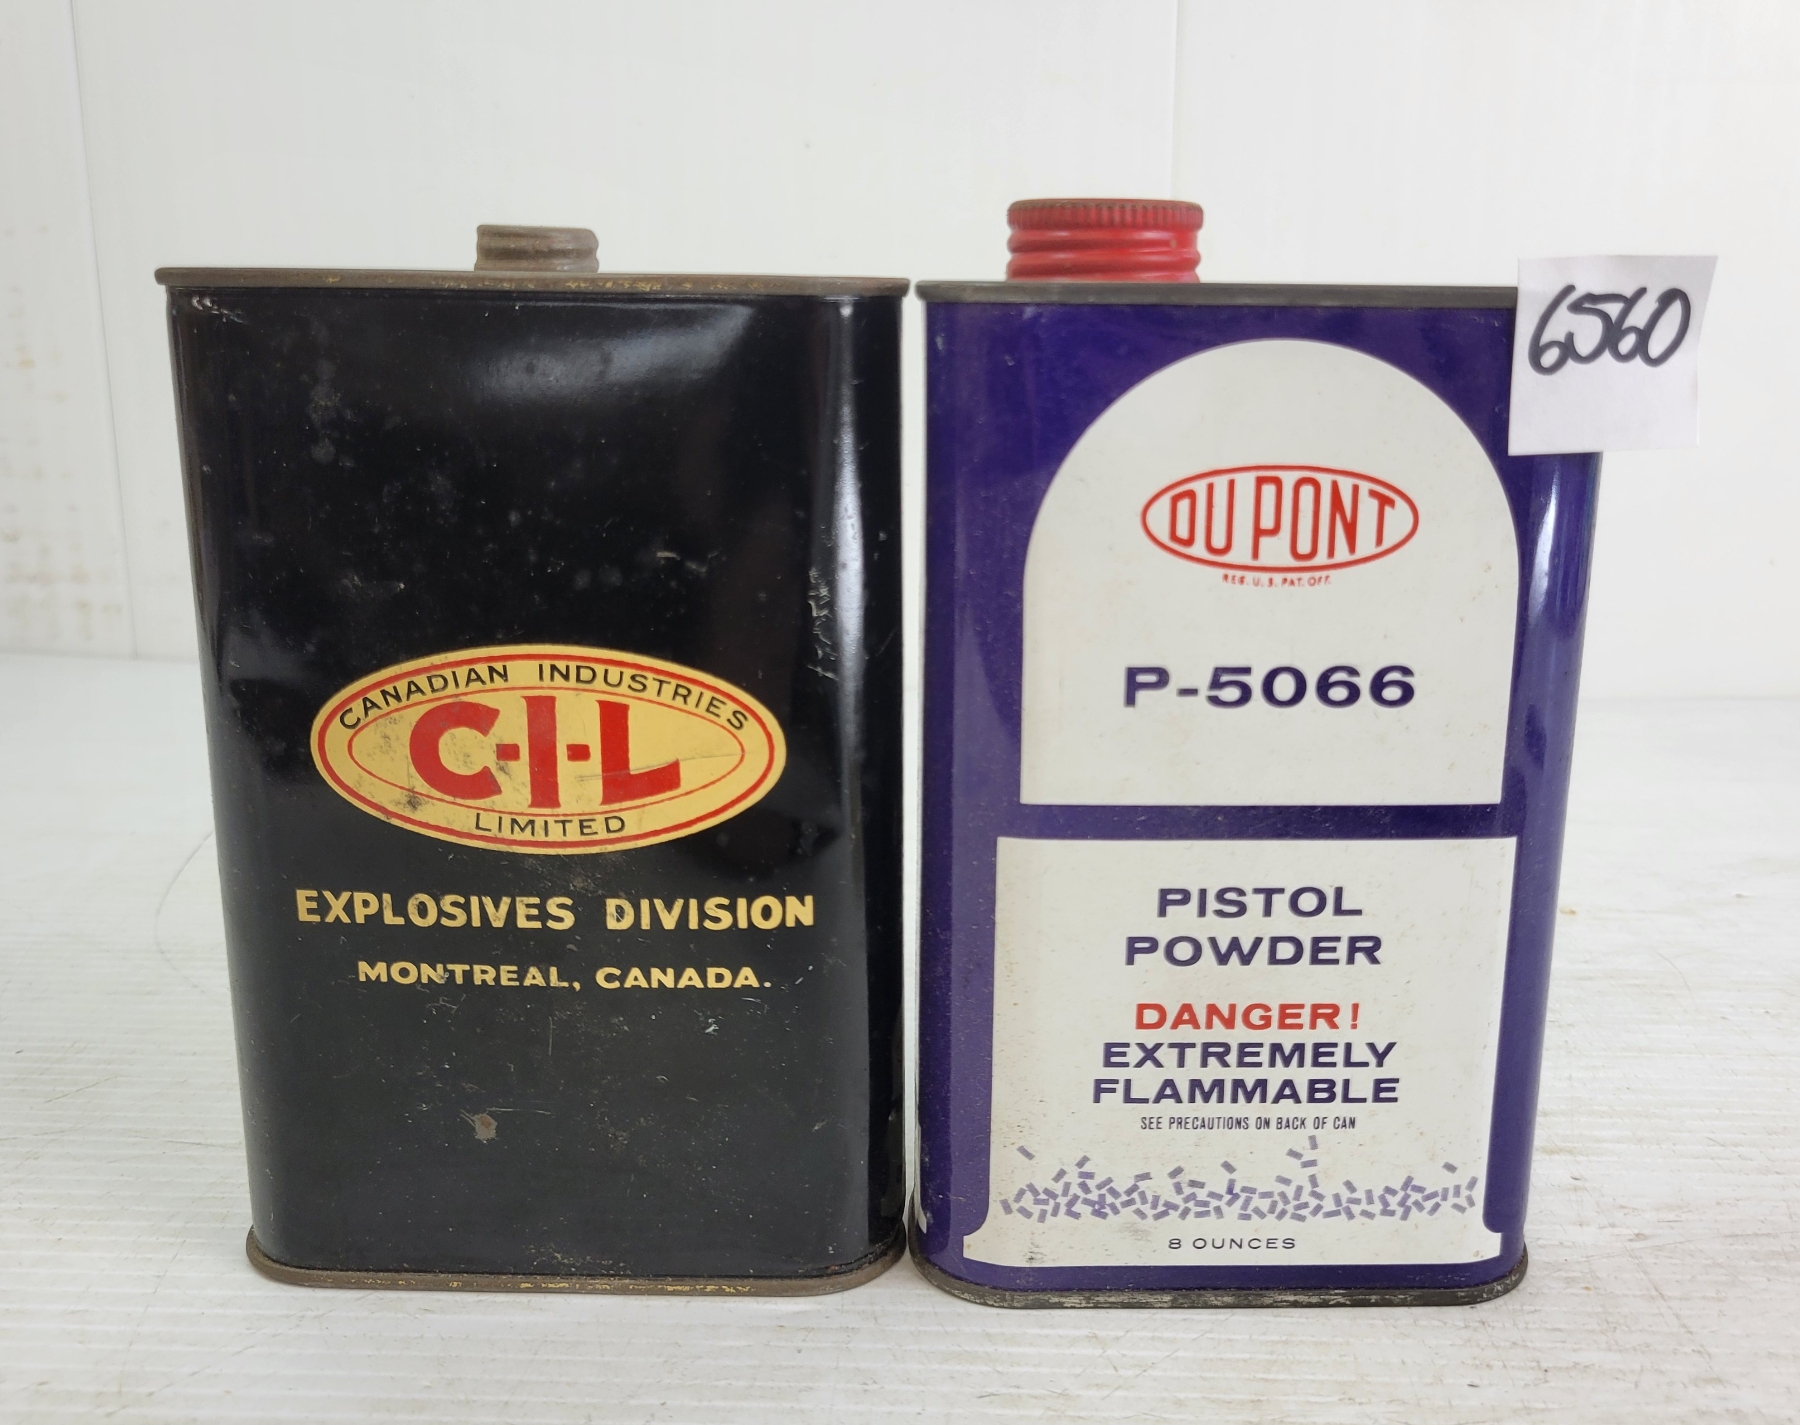 CANADIAN INDUSTRIES
C-I-L
LIMITED
EXPLOSIVES DIVISION
MONTREAL, CANADA.
6560
DU PONT
REG. U. S. PAT. OFF.
P-5066
PISTOL
POWDER
DANGER!
EXTREMELY
FLAMMABLE
SEE PRECAUTIONS ON BACK OF CAN
8 OUNCES